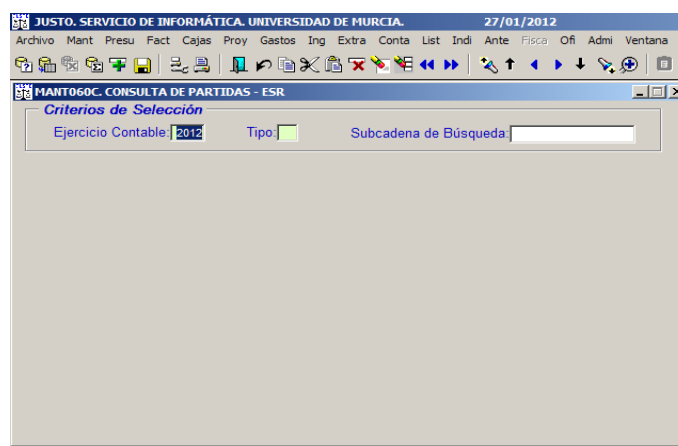 JUSTO. SERVICIO DE INFORMÁTICA. UNIVERSIDAD DE MURCIA. 27/01/2012
Archivo Mant Presu Fact Cajas Proy Gastos Ing Extra Conta List Indi Ante Fisca Ofi Admi Ventana
MANT060C. CONSULTA DE PARTIDAS - ESR
Criterios de Selección
Ejercicio Contable: 2012 Tipo: Subcadena de Búsqueda: